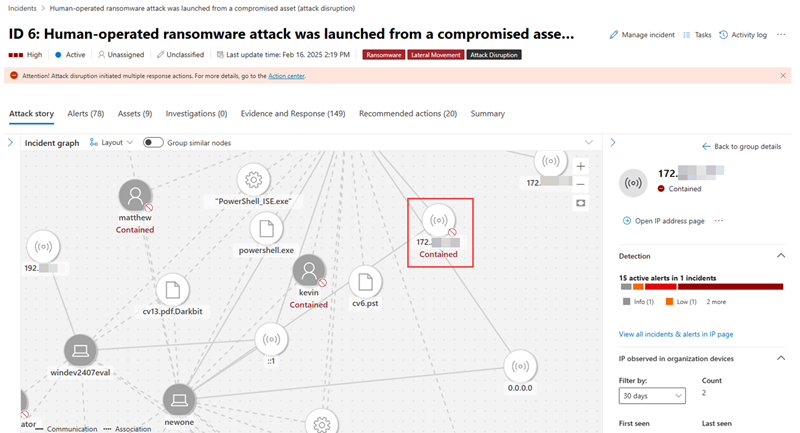 Incidents > Human-operated ransomware attack was launched from a compromised asset (attack disruption)
ID 6: Human-operated ransomware attack was launched from a compromised asse...
Manage incident
Tasks
Activity log
High
Active
Unassigned
Unclassified
Last update time: Feb 16, 2025 2:19 PM
Ransomware
Lateral Movement
Attack Disruption
Attention! Attack disruption initiated multiple response actions. For more details, go to the Action center.
Attack story
Alerts (78)
Assets (9)
Investigations (0)
Evidence and Response (149)
Recommended actions (20)
Summary
Incident graph
Layout
Group similar nodes
"PowerShell_ISE.exe"
172.
matthew
Contained
powershell.exe
172.
Contained
192.
kevin
Contained
cv6.pst
cv13.pdf.Darkbit
::1
windev2407eval
0.0.0.0
newone
ator
Communication
Association
Back to group details
172.
Contained
Open IP address page
Detection
15 active alerts in 1 incidents
Info (1)
Low (1)
2 more
View all incidents & alerts in IP page
IP observed in organization devices
Filter by:
Count
30 days
2
First seen
Last seen